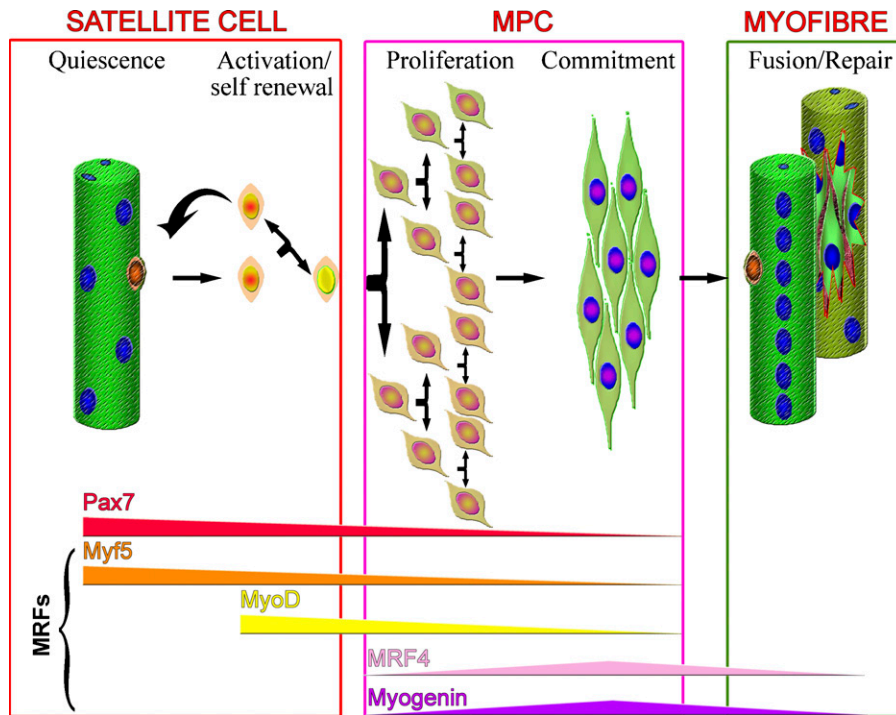 SATELLITE CELL
MPC
MYOFIBRE
Quiescence
Activation/
self renewal
Proliferation
Commitment
Fusion/Repair
Pax7
Myf5
MyoD
MRF4
Myogenin
MRFs